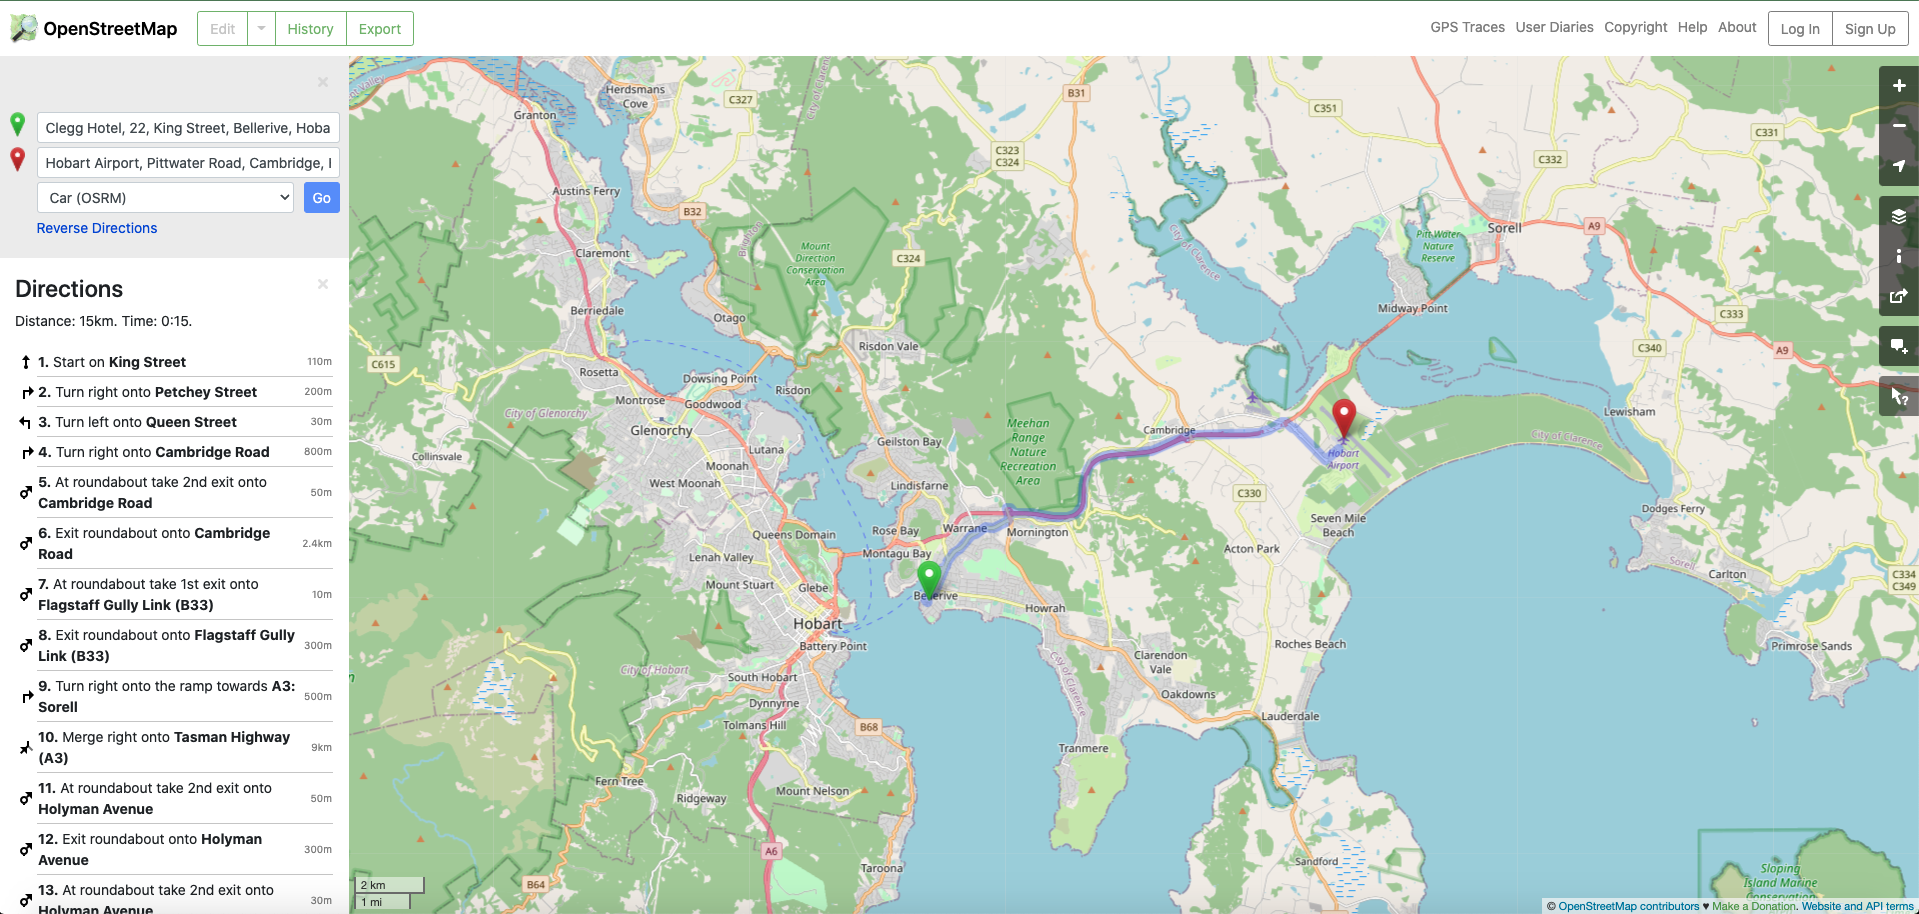 OpenStreetMap
Edit
History
Export
GPS Traces
User Diaries
Copyright
Help
About
Log In
Sign Up
Clegg Hotel, 22, King Street, Bellerive, Hoba
Hobart Airport, Pittwater Road, Cambridge,
Car (OSRM)
Go
Reverse Directions
Directions
Distance: 15km. Time: 0:15.
1. Start on King Street 110m
2. Turn right onto Petchey Street 200m
3. Turn left onto Queen Street 30m
4. Turn right onto Cambridge Road 800m
5. At roundabout take 2nd exit onto
Cambridge Road 50m
6. Exit roundabout onto Cambridge
Road 2.4km
7. At roundabout take 1st exit onto
Flagstaff Gully Link (B33) 10m
8. Exit roundabout onto Flagstaff Gully
Link (B33) 300m
9. Turn right onto the ramp towards A3:
Sorell 500m
10. Merge right onto Tasman Highway
(A3) 9km
11. At roundabout take 2nd exit onto
Holyman Avenue 50m
12. Exit roundabout onto Holyman
Avenue 300m
13. At roundabout take 2nd exit onto
Holyman Avenue 30m
Herdsmans
Cove
Granton
C327
City of Clarence
B31
C351
C331
C323
C324
C332
Austins Ferry
B32
Brighton
Claremont
Mount
Direction
Conservation
Area
C324
City of Clarence
Pitt Water
Nature
Reserve
Sorell
A9
Berriedale
Otago
Midway Point
C333
Risdon Vale
C615
C340
A9
Rosetta
Dowsing Point
Risdon
Montrose
Goodwood
City of Glenorchy
Glenorchy
Lewisham
Meehan
Range
Nature
Recreation
Area
Cambridge
City of Clarence
Geilston Bay
Lutana
Hobart
Airport
Collinsvale
Moonah
West Moonah
Lindisfarne
C330
Dodges Ferry
Seven Mile
Beach
Rose Bay
Warrane
Mornington
Queens Domain
Acton Park
Montagu Bay
Lenah Valley
Sorell
Carlton
C334
C349
Mount Stuart
Glebe
Bellerive
Howrah
Hobart
Battery Point
Roches Beach
Primrose Sands
City of Hobart
City of Clarence
Clarendon
Vale
South Hobart
Oakdowns
Dynnyrne
Lauderdale
Tolmans Hill
B68
Tranmere
Fern Tree
Mount Nelson
Ridgeway
A6
Sandford
Taroona
B64
Sloping
Island Marine
2 km
1 mi
© OpenStreetMap contributors ♥ Make a Donation. Website and API terms